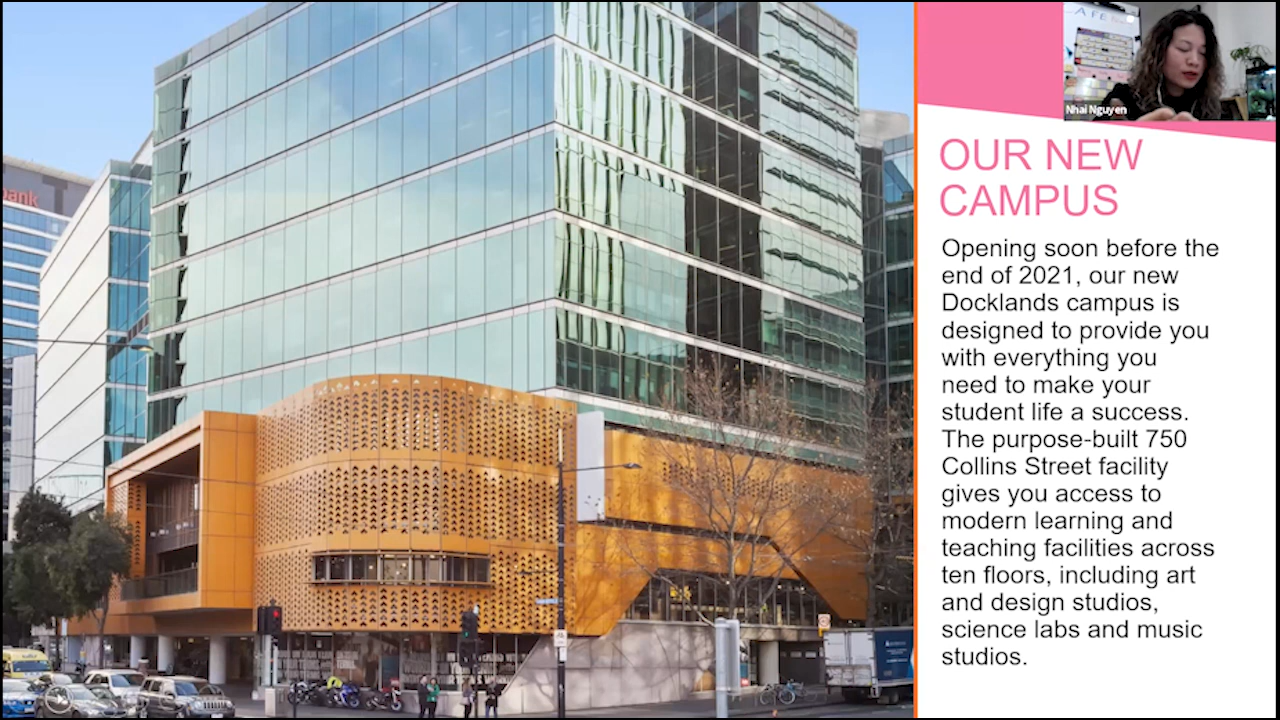 AFE
Nhai Nguyen
OUR NEW
CAMPUS
Opening soon before the
end of 2021, our new
Docklands campus is
designed to provide you
with everything you
need to make your
student life a success.
The purpose-built 750
Collins Street facility
gives you access to
modern learning and
teaching facilities across
ten floors, including art
and design studios,
science labs and music
studios.